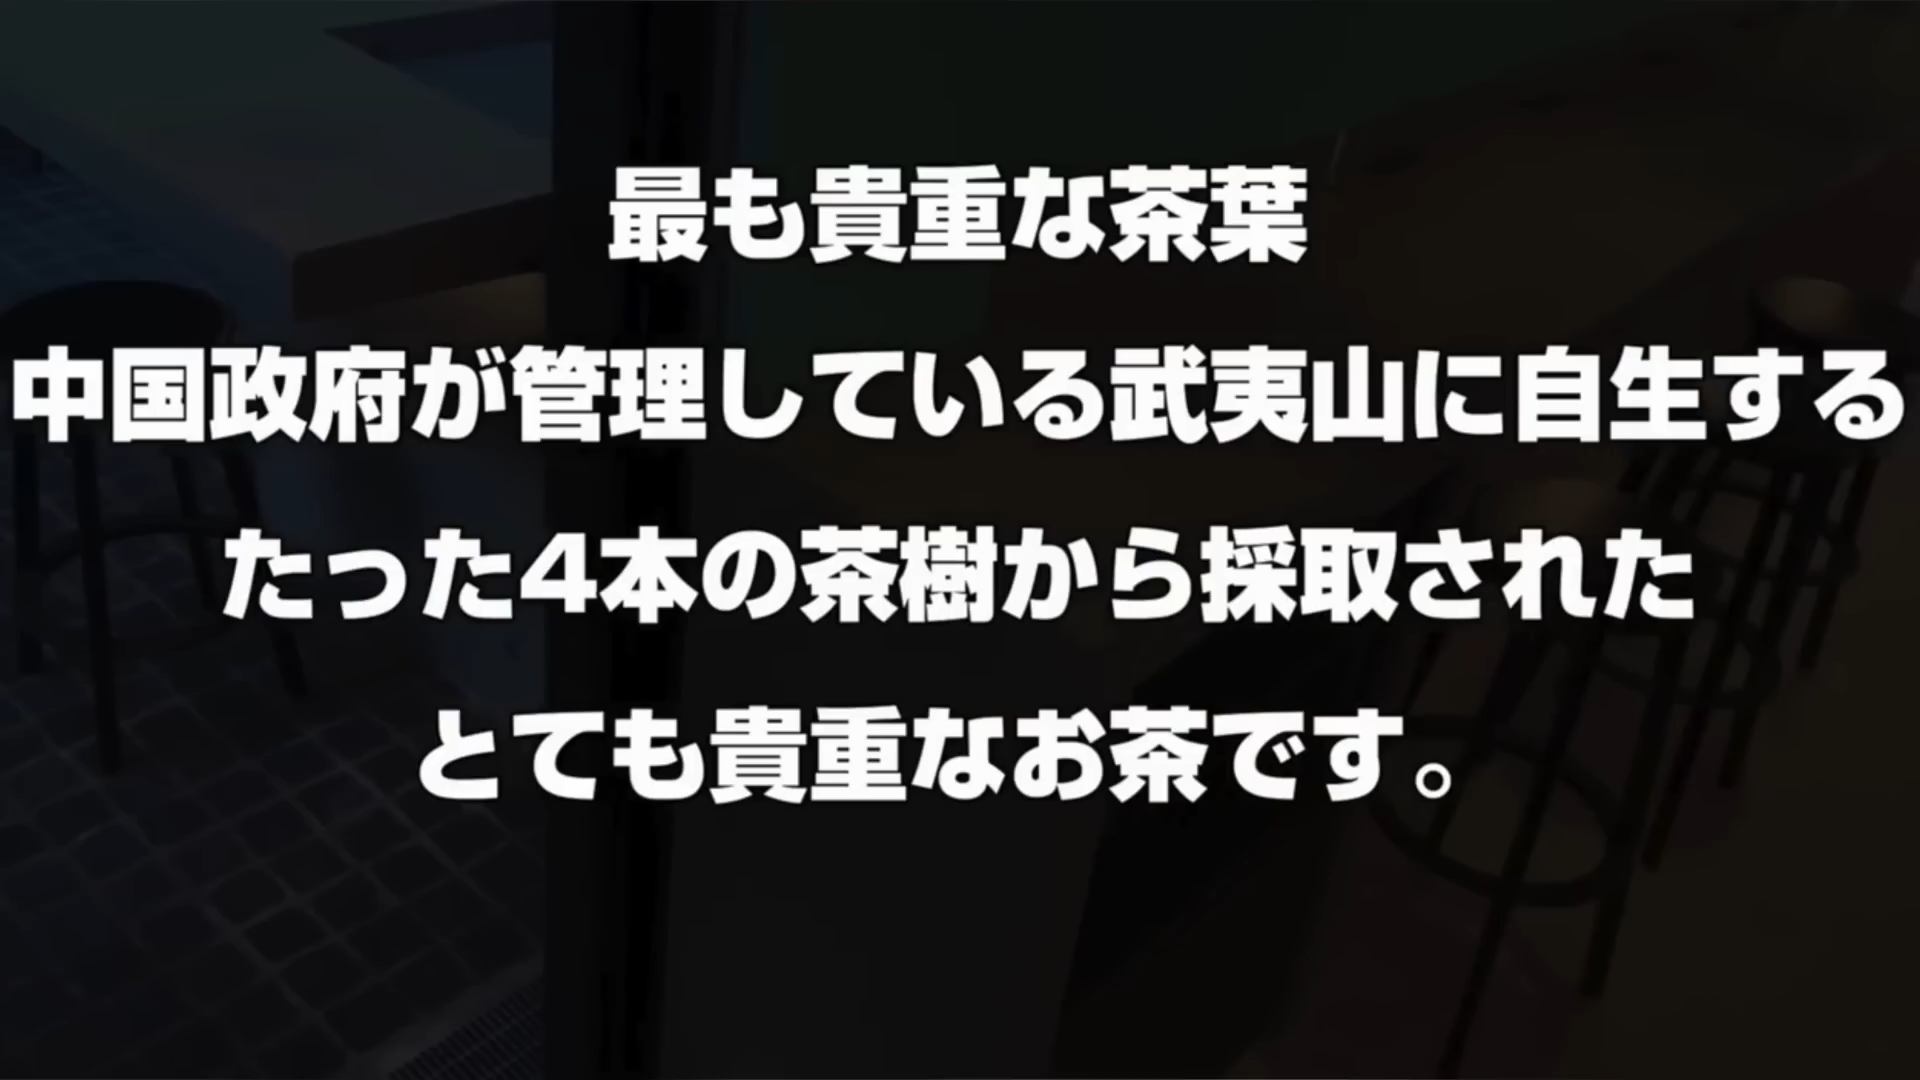 最も貴重な茶葉
中国政府が管理している武夷山に自生する
たった4本の茶樹から採取された
とても貴重なお茶です。